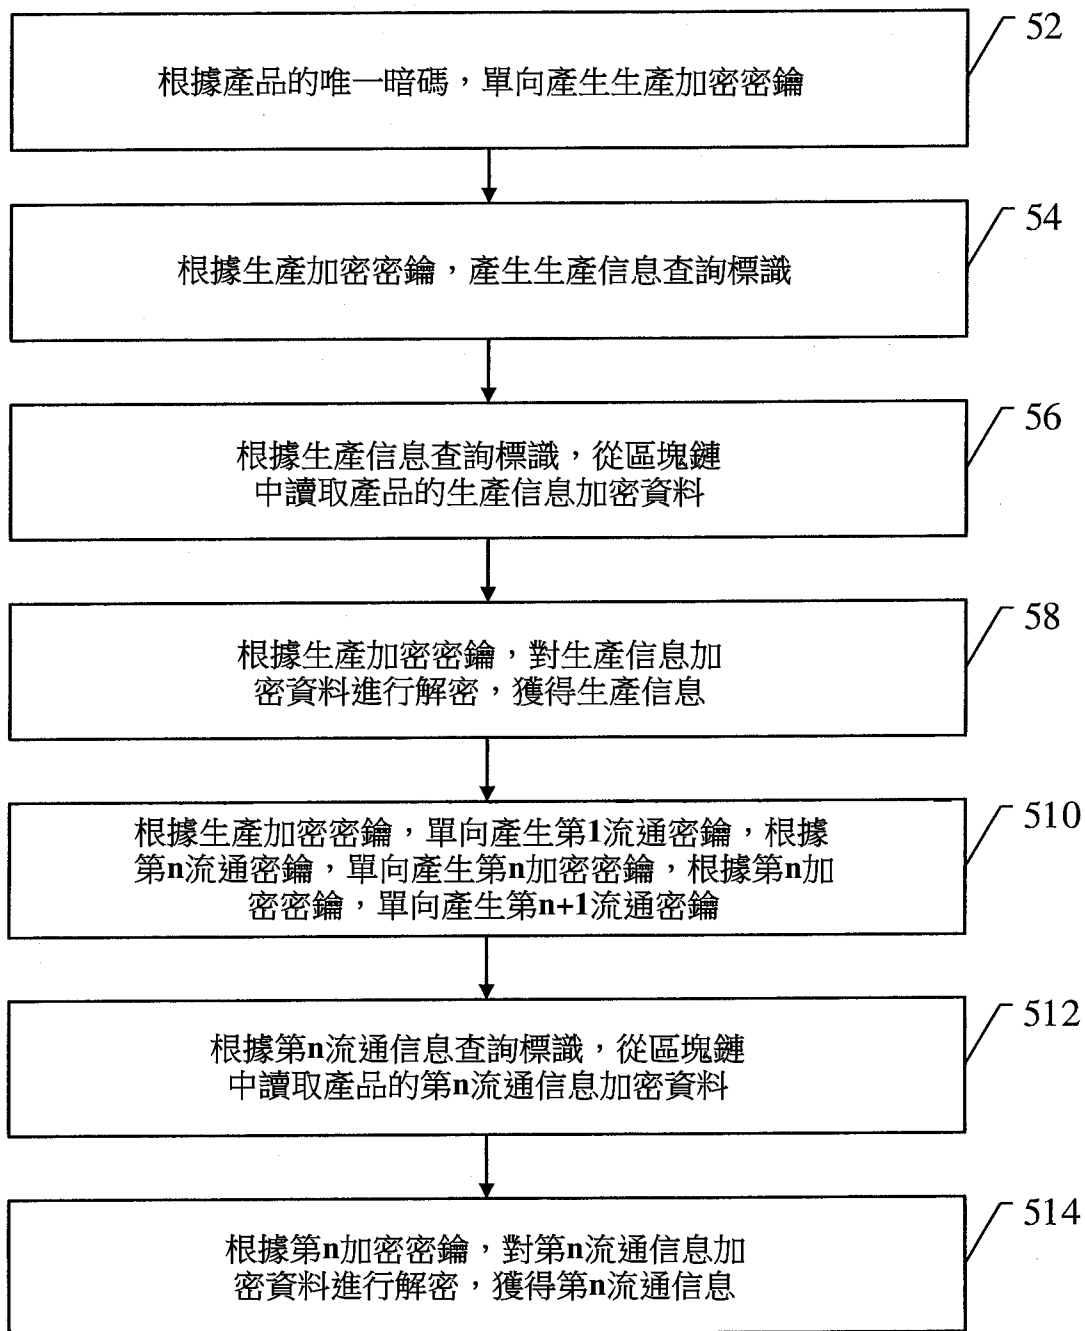 52
根據產品的唯一暗碼，單向產生生產加密密鑰
54
根據生產加密密鑰，產生生產信息查詢標識
56
根據生產信息查詢標識，從區塊鏈
中讀取產品的生產信息加密資料
58
根據生產加密密鑰，對生產信息加
密資料進行解密，獲得生產信息
510
根據生產加密密鑰，單向產生第1流通密鑰，根據
第n流通密鑰，單向產生第n加密密鑰，根據第n加
密密鑰，單向產生第n+1流通密鑰
512
根據第n流通信息查詢標識，從區塊鏈
中讀取產品的第n流通信息加密資料
514
根據第n加密密鑰，對第n流通信息加
密資料進行解密，獲得第n流通信息